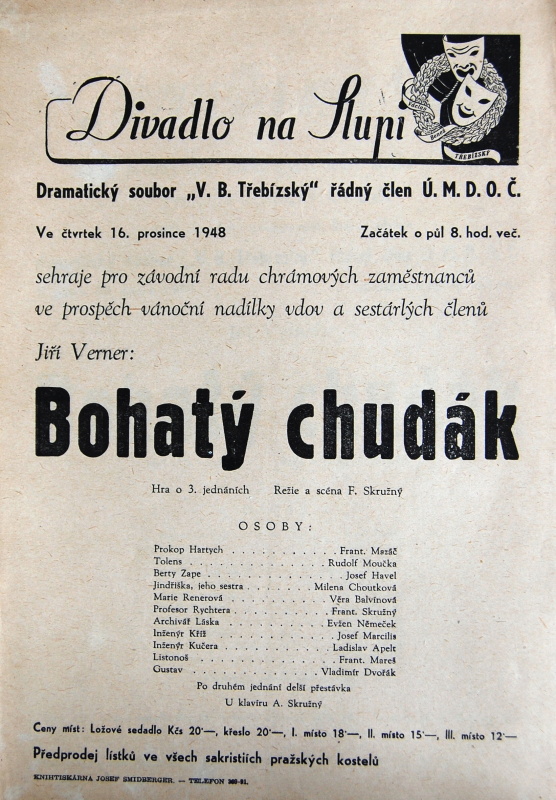 Divadlo na Slupi
TŘEBÍZSKÝ
Dramatický soubor „V. B. Třebízský“ řádný člen Ú. M. D. O. Č.
Ve čtvrtek 16. prosince 1948 Začátek o půl 8. hod. več.
sehraje pro závodní radu chrámových zaměstnanců
ve prospěch vánoční nadílky vdov a sestárlých členů
Jiří Verner:
Bohatý chudák
Hra o 3. jednáních Režie a scéna F. Skružný
OSOBY:
Prokop Hartych . . . . . . . . . . . Frant. Mazáč
Tolens . . . . . . . . . . . . . . . Rudolf Moučka
Berty Zape . . . . . . . . . . . . . . Josef Havel
Jindřiška, jeho sestra . . . . . . . Milena Choutková
Marie Renerová . . . . . . . . . . . Věra Balvínová
Profesor Rychtera . . . . . . . . . . Frant. Skružný
Archivář Láska . . . . . . . . . . . Evžen Němeček
Inženýr Kříž . . . . . . . . . . . . Josef Marcilis
Inženýr Kučera . . . . . . . . . . . Ladislav Apelt
Listonoš . . . . . . . . . . . . . . Frant. Mareš
Gustav . . . . . . . . . . . . . . Vladimír Dvořák
Po druhém jednání delší přestávka
U klavíru A. Skružný
Ceny míst: Ložové sedadlo Kčs 20·—, křeslo 20·—, I. místo 18·—, II. místo 15·—, III. místo 12·—
Předprodej lístků ve všech sakristiích pražských kostelů
KNIHTISKÁRNA JOSEF SMIDBERGER. — TELEFON